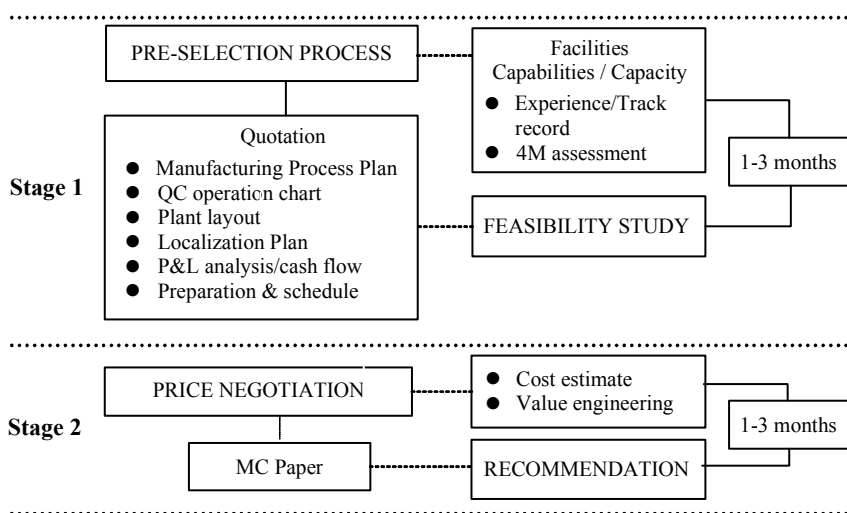 PRE-SELECTION PROCESS
Facilities
Capabilities / Capacity
● Experience/Track
record
● 4M assessment
1-3 months
Stage 1
Quotation
● Manufacturing Process Plan
● QC operation chart
● Plant layout
● Localization Plan
● P&L analysis/cash flow
● Preparation & schedule
FEASIBILITY STUDY
Stage 2
PRICE NEGOTIATION
● Cost estimate
● Value engineering
1-3 months
MC Paper
RECOMMENDATION